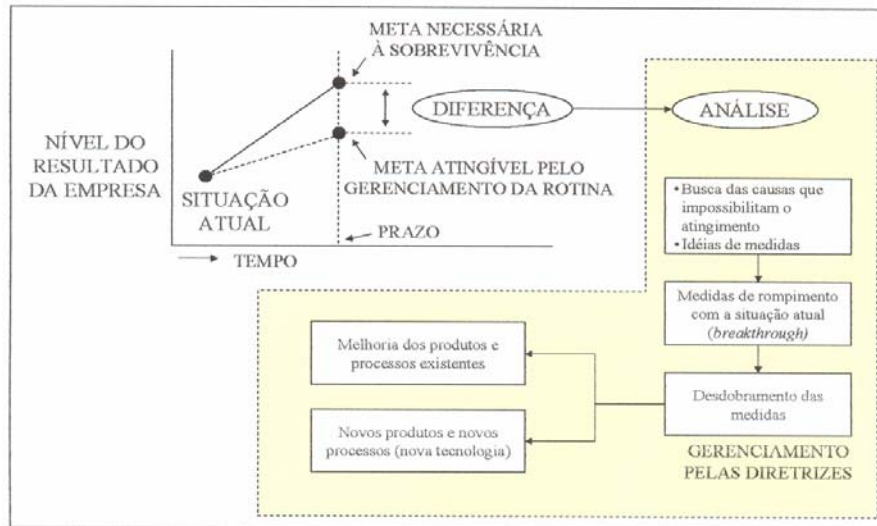 META NECESSÁRIA
À SOBREVIVÊNCIA
DIFERENÇA
ANÁLISE
NÍVEL DO
RESULTADO
DA EMPRESA
META ATINGÍVEL PELO
GERENCIAMENTO DA ROTINA
SITUAÇÃO
ATUAL
PRAZO
TEMPO
• Busca das causas que
impossibilitam o
atingimento
• Idéias de medidas
Medidas de rompimento
com a situação atual
(breakthrough)
Desdobramento das
medidas
Melhoria dos produtos e
processos existentes
Novos produtos e novos
processos (nova tecnologia)
GERENCIAMENTO
PELAS DIRETRIZES